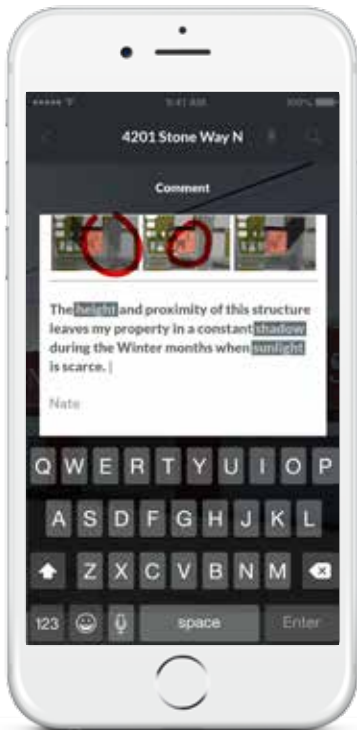 9:41 AM 100%
4201 Stone Way N
Comment
The height and proximity of this structure
leaves my property in a constant shadow
during the Winter months when sunlight
is scarce.
Nate
Q W E R T Y U I O P
A S D F G H J K L
Z X C V B N M
123 space Enter